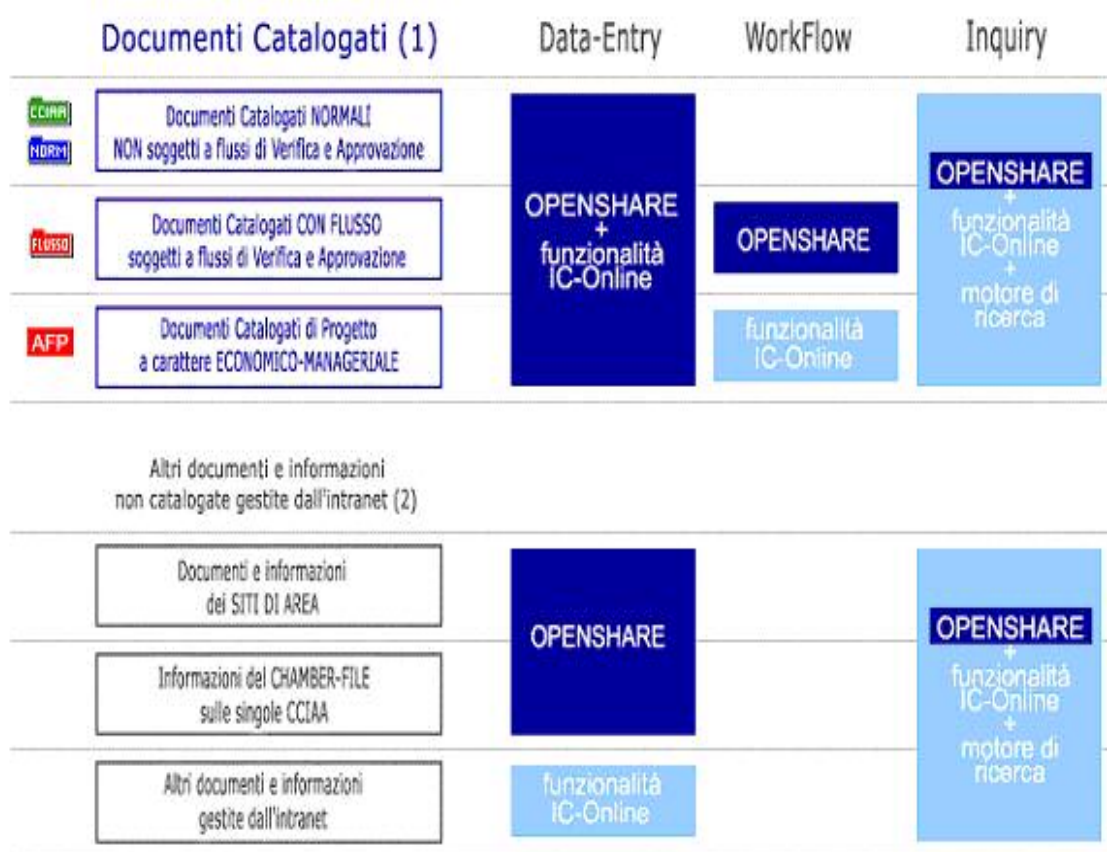 Documenti Catalogati (1)
Data-Entry
WorkFlow
Inquiry
CCIAA
NORM
Documenti Catalogati NORMALI
NON soggetti a flussi di Verifica e Approvazione
FLUSSO
Documenti Catalogati CON FLUSSO
soggetti a flussi di Verifica e Approvazione
AFP
Documenti Catalogati di Progetto
a carattere ECONOMICO-MANAGERIALE
OPENSHARE
+
funzionalità
IC-Online
OPENSHARE
funzionalità
IC-Online
OPENSHARE
+
funzionalità
IC-Online
+
motore di
ricerca
Altri documenti e informazioni
non catalogate gestite dall'intranet (2)
Documenti e informazioni
dei SITI DI AREA
Informazioni del CHAMBER-FILE
sulle singole CCIAA
Altri documenti e informazioni
gestite dall'intranet
OPENSHARE
funzionalità
IC-Online
OPENSHARE
+
funzionalità
IC-Online
+
motore di
ricerca